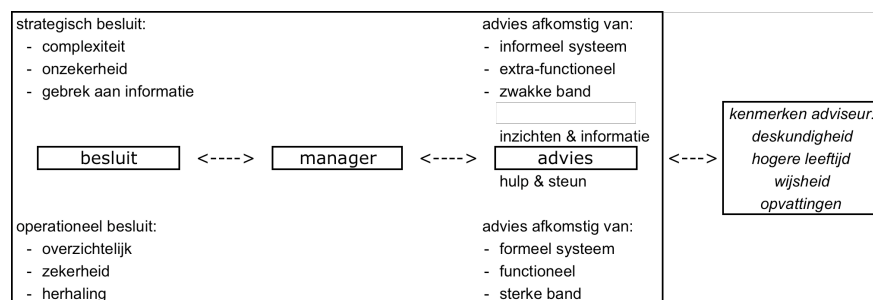 strategisch besluit:
- complexiteit
- onzekerheid
- gebrek aan informatie
advies afkomstig van:
- informeel systeem
- extra-functioneel
- zwakke band
inzichten & informatie
besluit <----> manager <----> advies <--->
hulp & steun
kenmerken adviseur:
deskundigheid
hogere leeftijd
wijsheid
opvattingen
operationeel besluit:
- overzichtelijk
- zekerheid
- herhaling
advies afkomstig van:
- formeel systeem
- functioneel
- sterke band